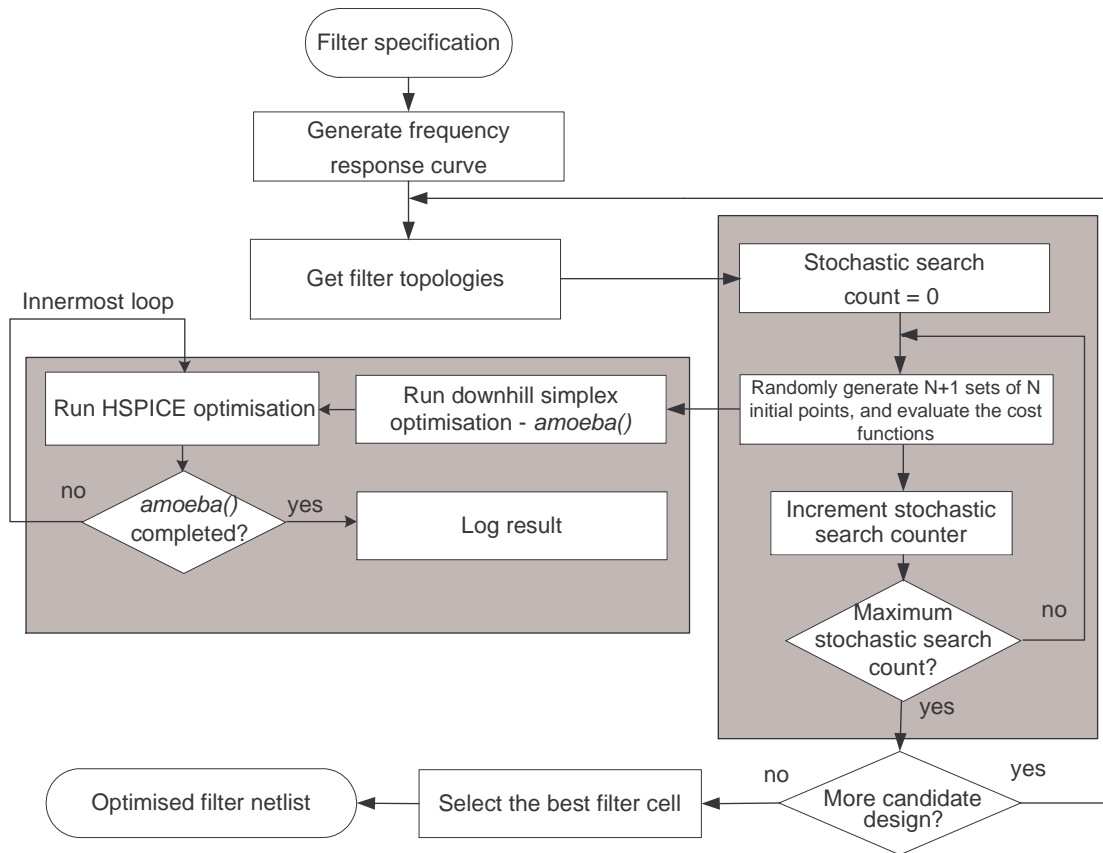 Filter specification
Generate frequency
response curve
Get filter topologies
Stochastic search
count = 0
Innermost loop
Run HSPICE optimisation
Run downhill simplex
optimisation - amoeba()
Randomly generate N+1 sets of N
initial points, and evaluate the cost
functions
no
amoeba()
completed?
yes
Log result
Increment stochastic
search counter
Maximum
stochastic search
count?
no
yes
Optimised filter netlist
Select the best filter cell
no
More candidate
design?
yes